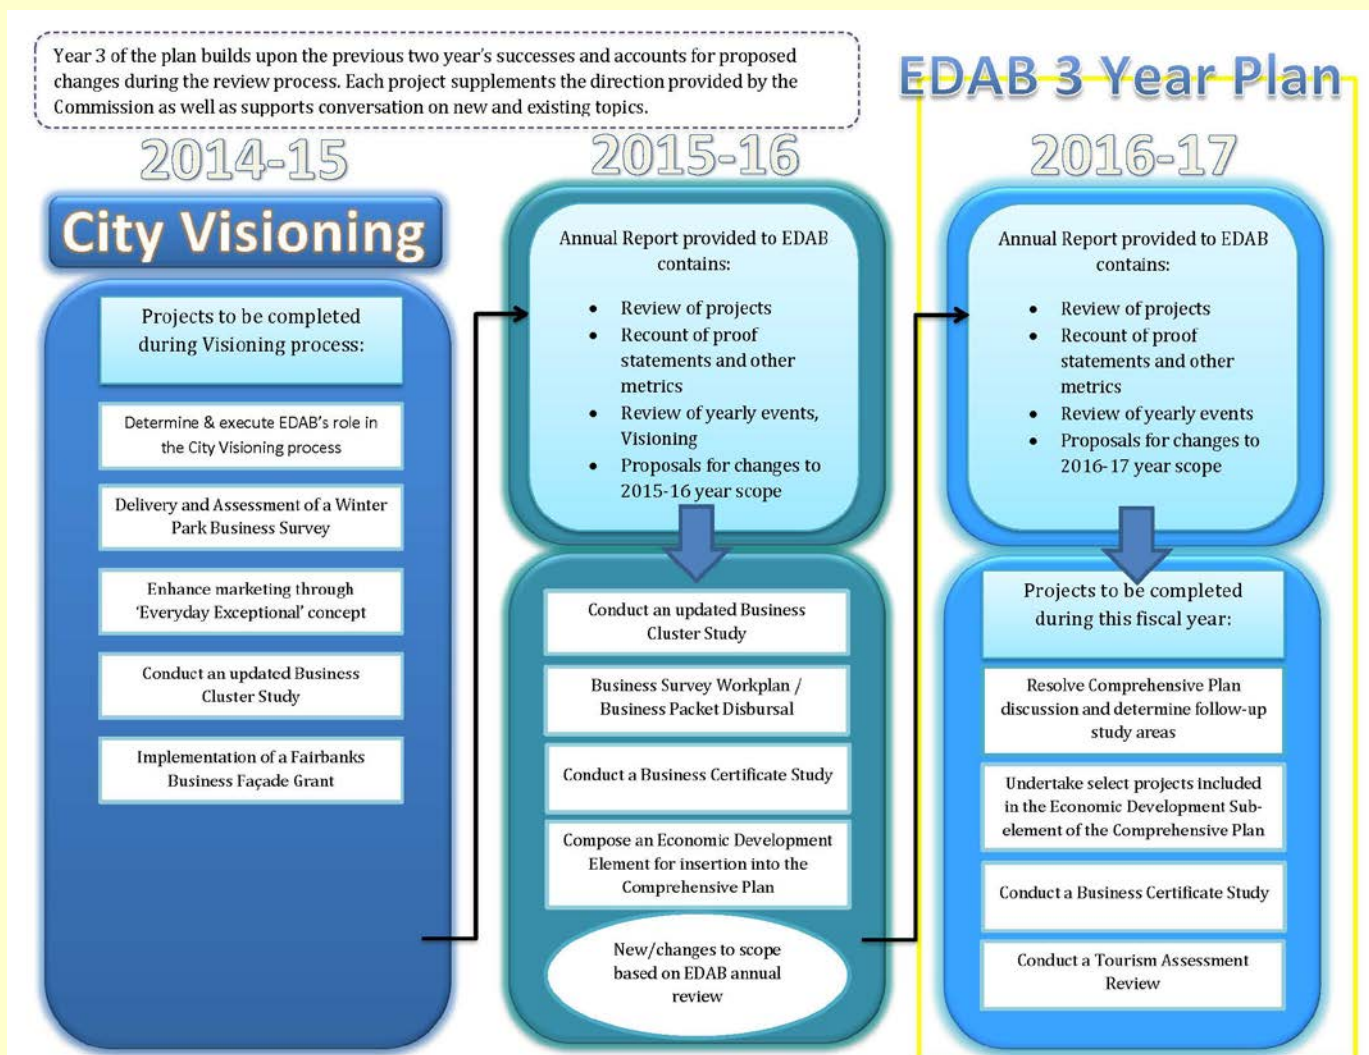 Year 3 of the plan builds upon the previous two year's successes and accounts for proposed
changes during the review process. Each project supplements the direction provided by the
Commission as well as supports conversation on new and existing topics.
EDAB 3 Year Plan
2014-15
City Visioning
Projects to be completed
during Visioning process:
Determine & execute EDAB's role in
the City Visioning process
Delivery and Assessment of a Winter
Park Business Survey
Enhance marketing through
'Everyday Exceptional' concept
Conduct an updated Business
Cluster Study
Implementation of a Fairbanks
Business Façade Grant
2015-16
Annual Report provided to EDAB
contains:
• Review of projects
• Recount of proof
statements and other
metrics
• Review of yearly events,
Visioning
• Proposals for changes to
2015-16 year scope
Conduct an updated Business
Cluster Study
Business Survey Workplan /
Business Packet Disbursal
Conduct a Business Certificate Study
Compose an Economic Development
Element for insertion into the
Comprehensive Plan
New/changes to scope
based on EDAB annual
review
2016-17
Annual Report provided to EDAB
contains:
• Review of projects
• Recount of proof
statements and other
metrics
• Review of yearly events
• Proposals for changes to
2016-17 year scope
Projects to be completed
during this fiscal year:
Resolve Comprehensive Plan
discussion and determine follow-up
study areas
Undertake select projects included
in the Economic Development Sub-
element of the Comprehensive Plan
Conduct a Business Certificate Study
Conduct a Tourism Assessment
Review